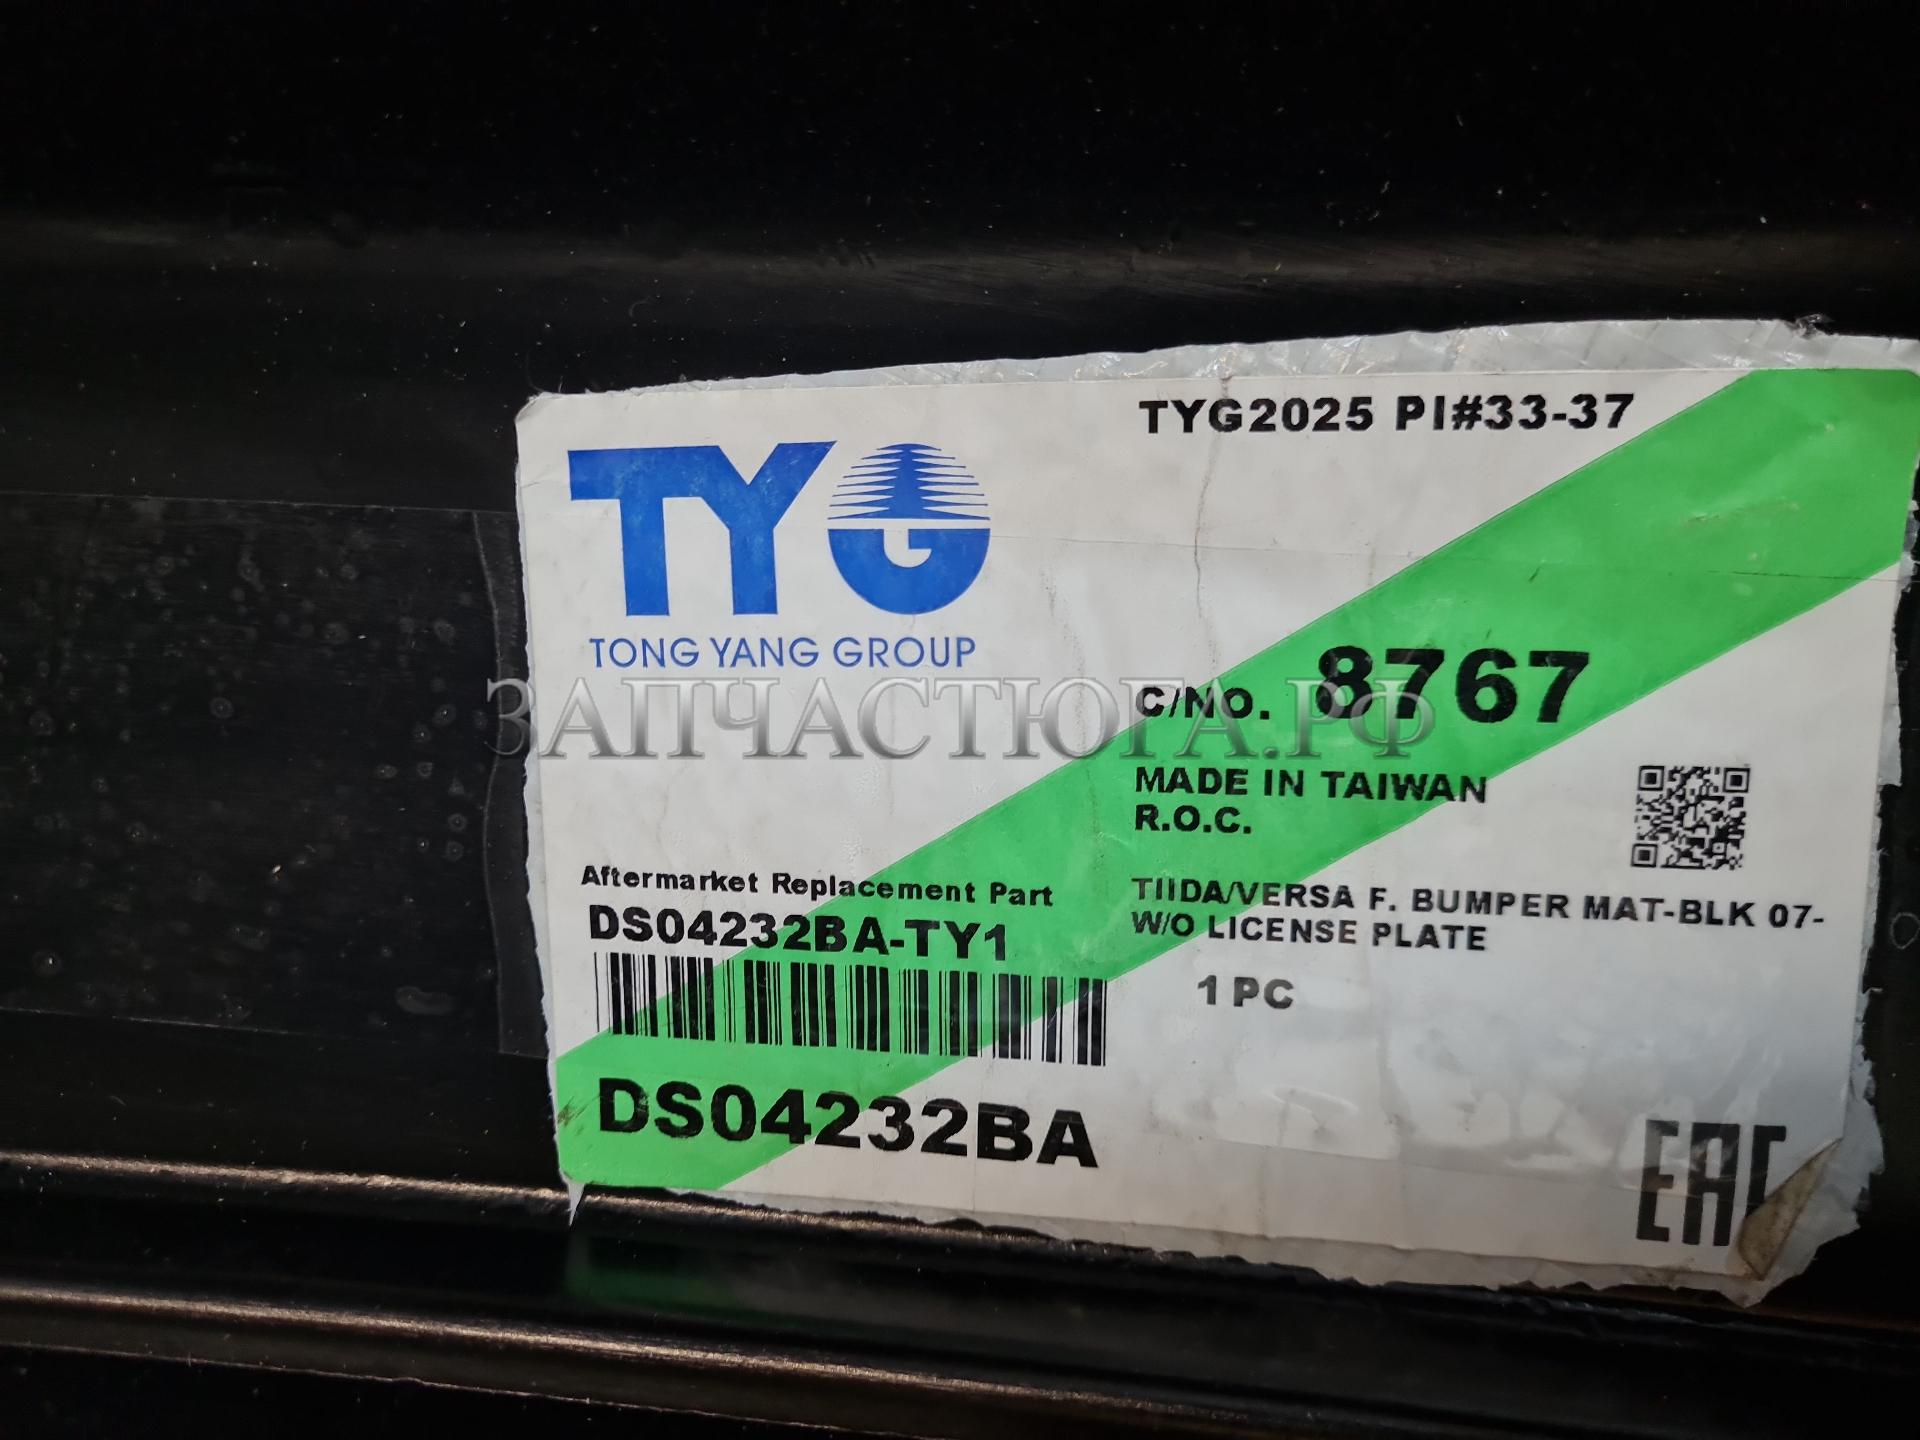 TYG2025 PI#33-37
TYG
TONG YANG GROUP
ЗАПЧАСТЮГА.РФ
C/NO. 8767
MADE IN TAIWAN
R.O.C.
Aftermarket Replacement Part
DS04232BA-TY1
TIIDA/VERSA F. BUMPER MAT-BLK 07-
W/O LICENSE PLATE
1 PC
DS04232BA
EAC